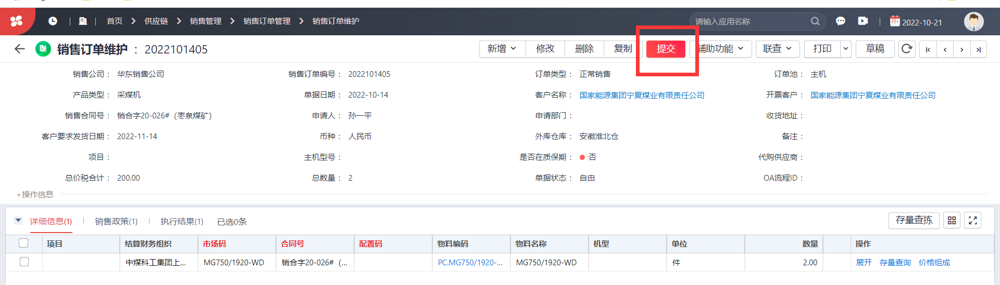 首页 供应链 销售管理 销售订单管理 销售订单维护 请输入应用名称 2022-10-21
销售订单维护 : 2022101405 新增 修改 删除 复制 提交 辅助功能 联查 打印 草稿
销售公司 : 华东销售公司 销售订单编号 : 2022101405 订单类型 : 正常销售 订单池 : 主机
产品类型 : 采煤机 单据日期 : 2022-10-14 客户名称 : 国家能源集团宁夏煤业有限责任公司 开票客户 : 国家能源集团宁夏煤业有限责任公司
销售合同号 : 销合字20-026#（枣泉煤矿） 申请人 : 孙一平 申请部门 : 收货地址 :
客户要求发货日期 : 2022-11-14 币种 : 人民币 外库仓库 : 安徽淮北仓 备注 :
项目 : 主机型号 : 是否在质保期 : 否 代购供应商 :
总价税合计 : 200.00 总数量 : 2 单据状态 : 自由 OA流程ID :
+操作信息
详细信息(1) 销售政策(1) 执行结果(1) 已选0条 存量查拣
项目 结算财务组织 市场码 合同号 配置码 物料编码 物料名称 机型 单位 数量 操作
中煤科工集团上... MG750/1920-WD 销合字20-026#（... PC.MG750/1920-... MG750/1920-WD 件 2.00 展开 存量查询 价格组成